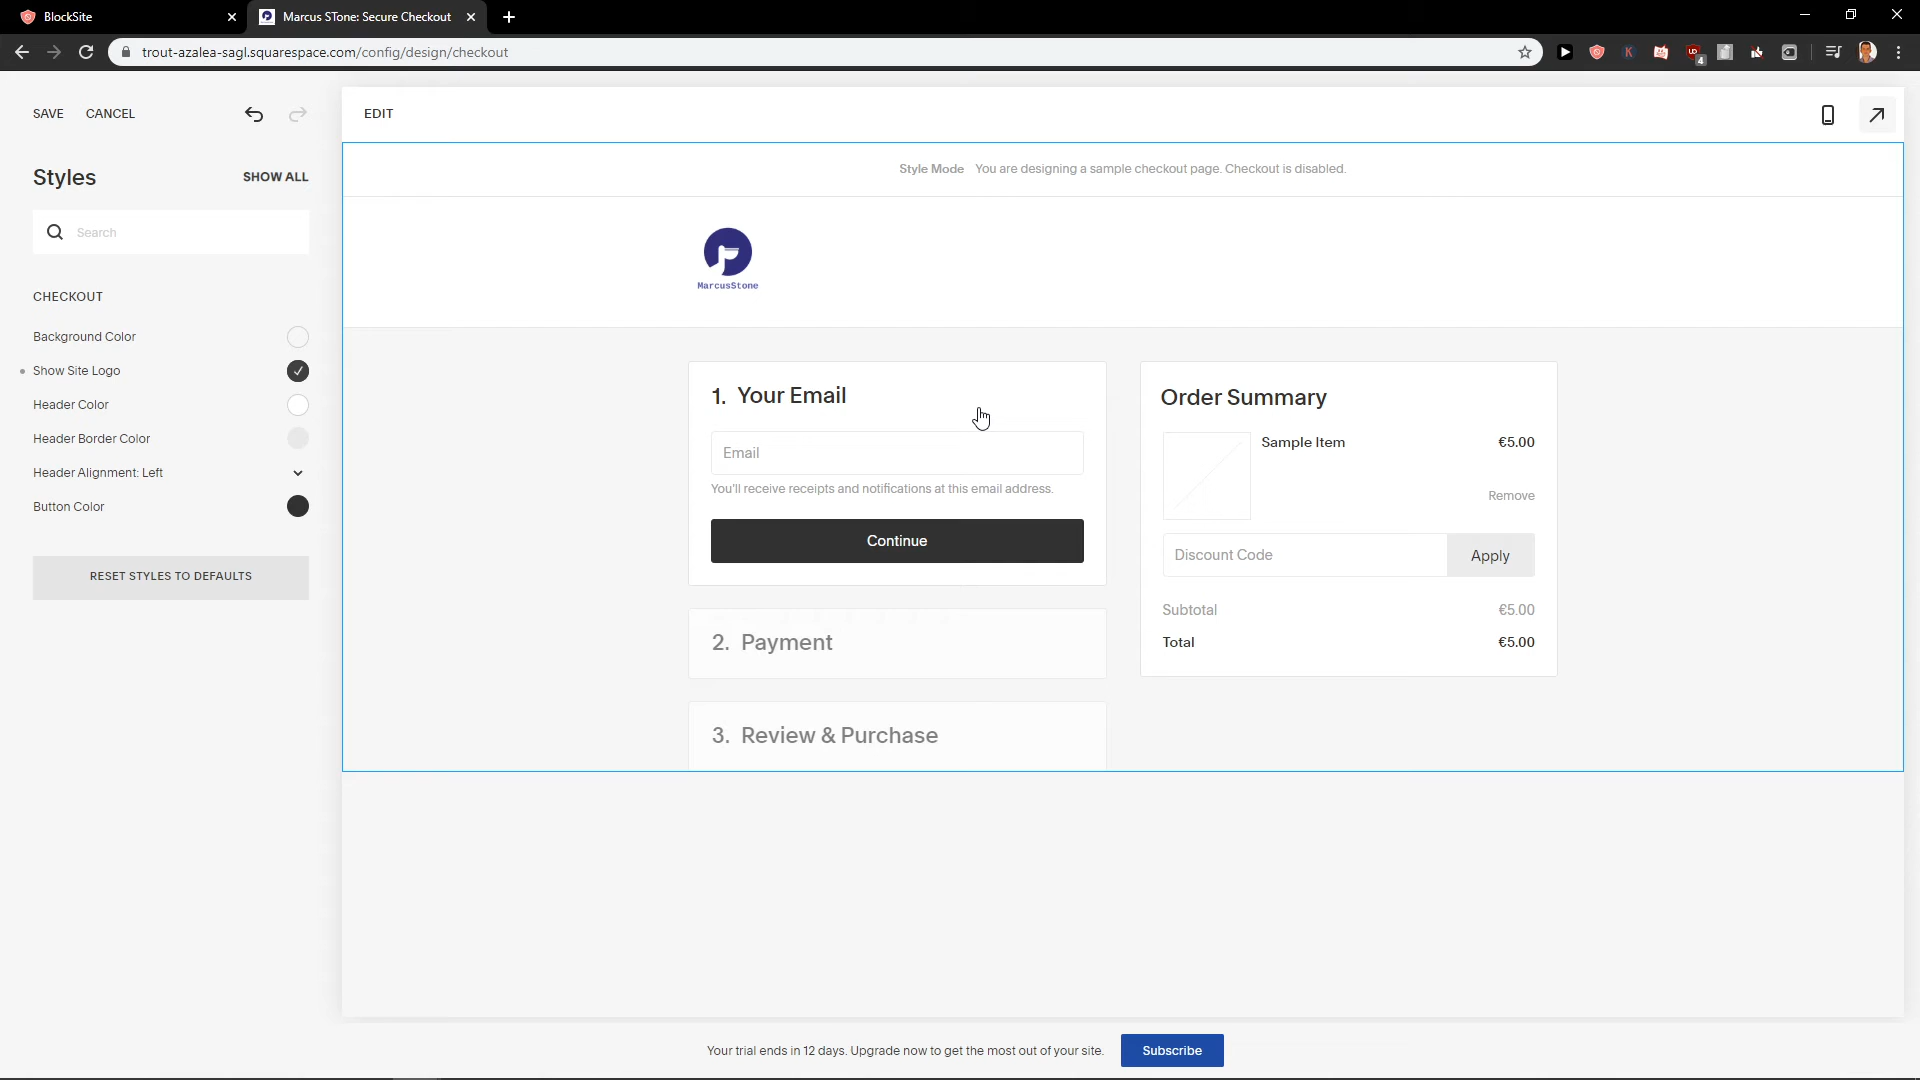 BlockSite
Marcus STone: Secure Checkout
trout-azalea-sagl.squarespace.com/config/design/checkout
4
SAVE CANCEL
EDIT
Styles
SHOW ALL
Search
CHECKOUT
Background Color
Show Site Logo
Header Color
Header Border Color
Header Alignment: Left
Button Color
RESET STYLES TO DEFAULTS
Style Mode You are designing a sample checkout page. Checkout is disabled.
MarcusStone
1. Your Email
Email
You'll receive receipts and notifications at this email address.
Continue
2. Payment
3. Review & Purchase
Order Summary
Sample Item €5.00
Remove
Discount Code Apply
Subtotal €5.00
Total €5.00
Your trial ends in 12 days. Upgrade now to get the most out of your site. Subscribe